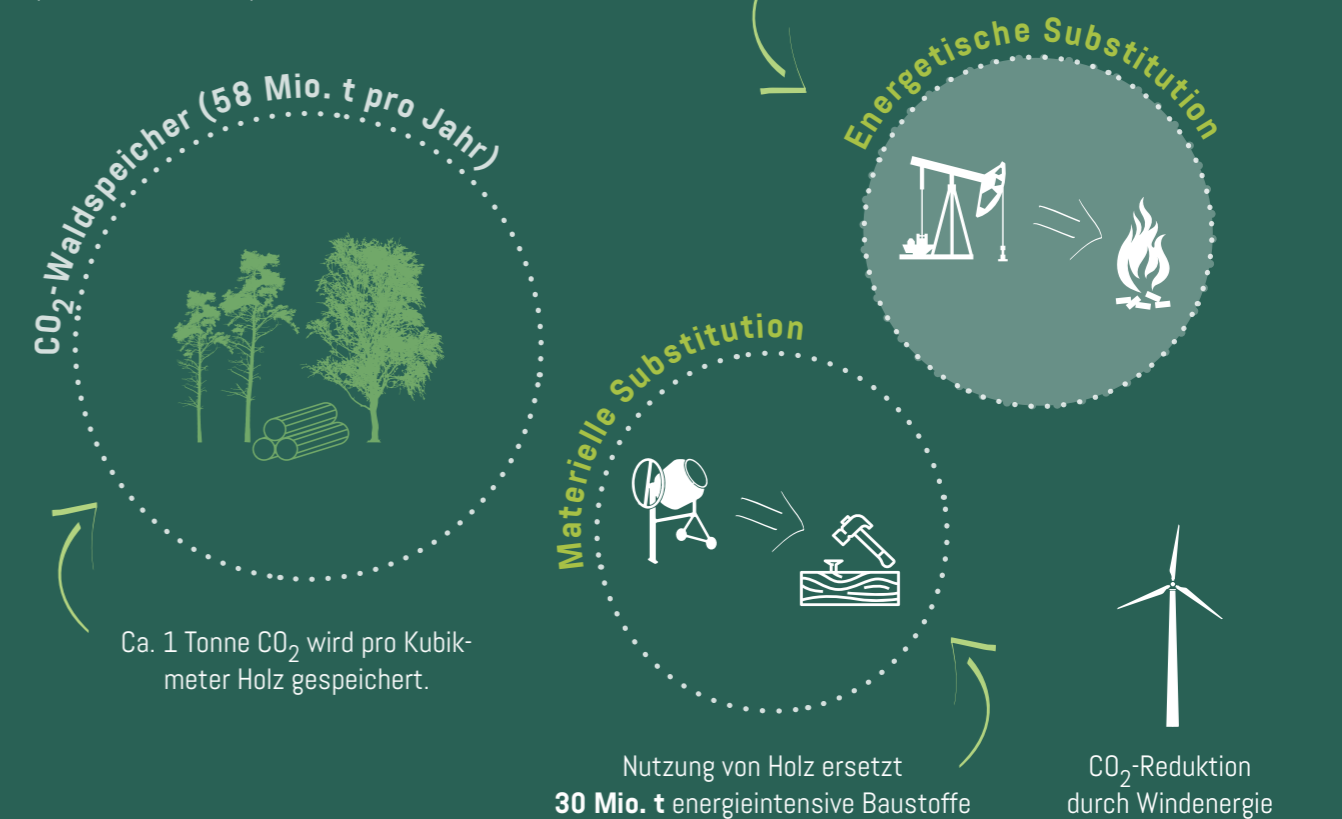 Energetische Substitution
CO₂-Waldspeicher (58 Mio. t pro Jahr)
Materielle Substitution
Ca. 1 Tonne CO₂ wird pro Kubik-
meter Holz gespeichert.
Nutzung von Holz ersetzt
30 Mio. t energieintensive Baustoffe
CO₂-Reduktion
durch Windenergie